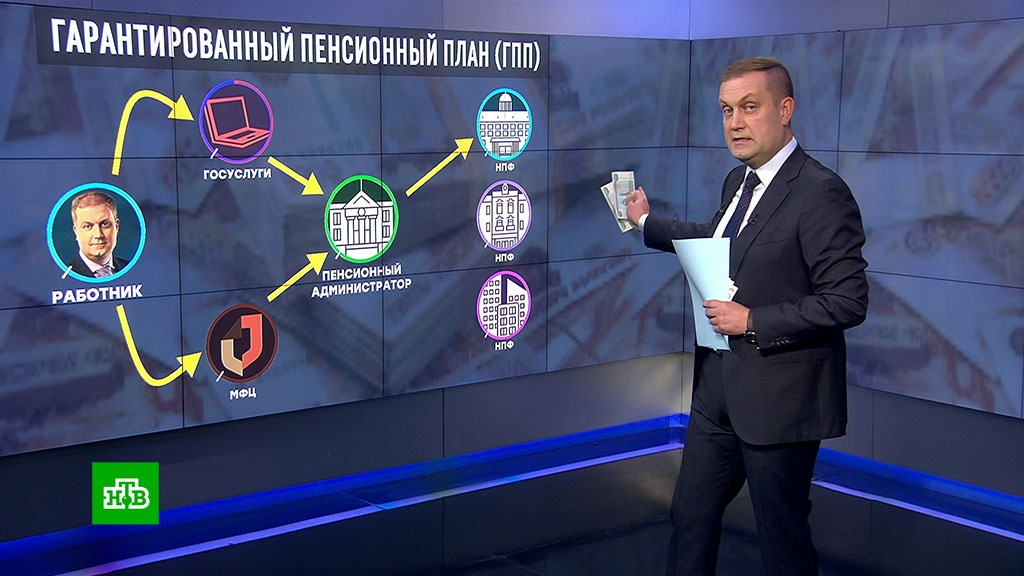 ГАРАНТИРОВАННЫЙ ПЕНСИОННЫЙ ПЛАН (ГПП)
ГОСУСЛУГИ
НПФ
РАБОТНИК
ПЕНСИОННЫЙ
АДМИНИСТРАТОР
НПФ
МФЦ
НПФ
НТВ